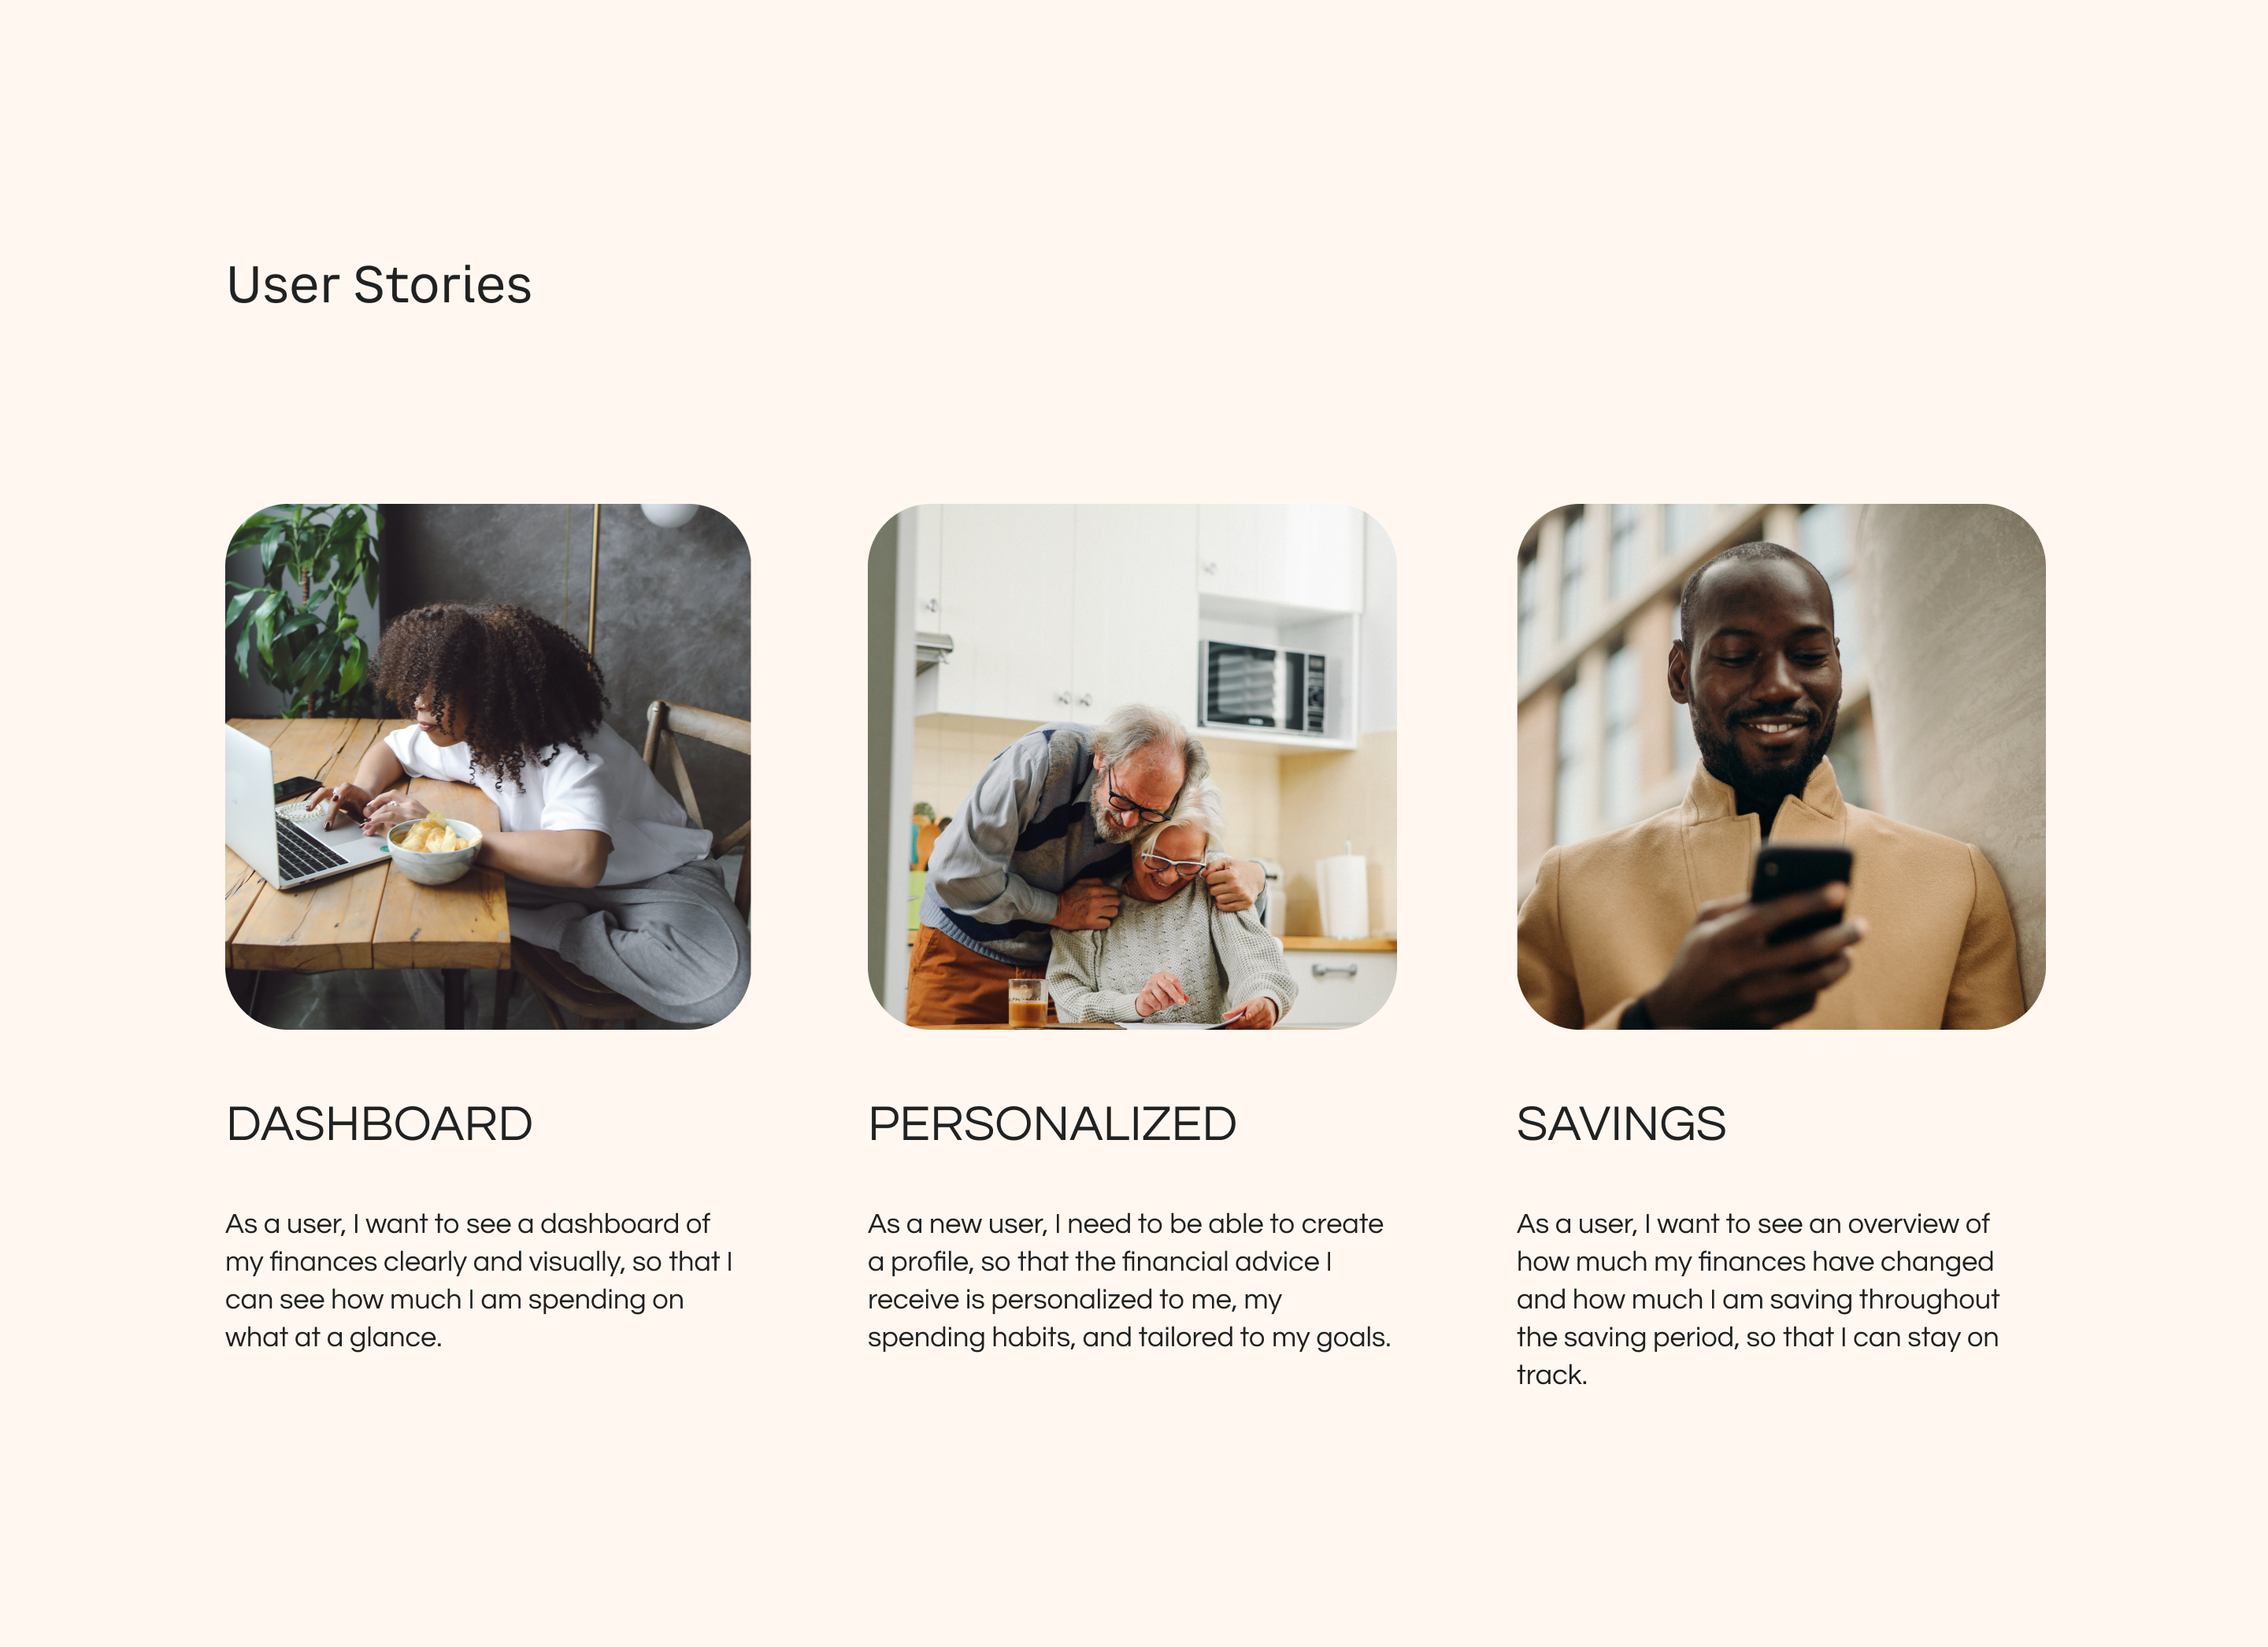 User Stories
DASHBOARD
As a user, I want to see a dashboard of
my finances clearly and visually, so that I
can see how much I am spending on
what at a glance.
PERSONALIZED
As a new user, I need to be able to create
a profile, so that the financial advice I
receive is personalized to me, my
spending habits, and tailored to my goals.
SAVINGS
As a user, I want to see an overview of
how much my finances have changed
and how much I am saving throughout
the saving period, so that I can stay on
track.